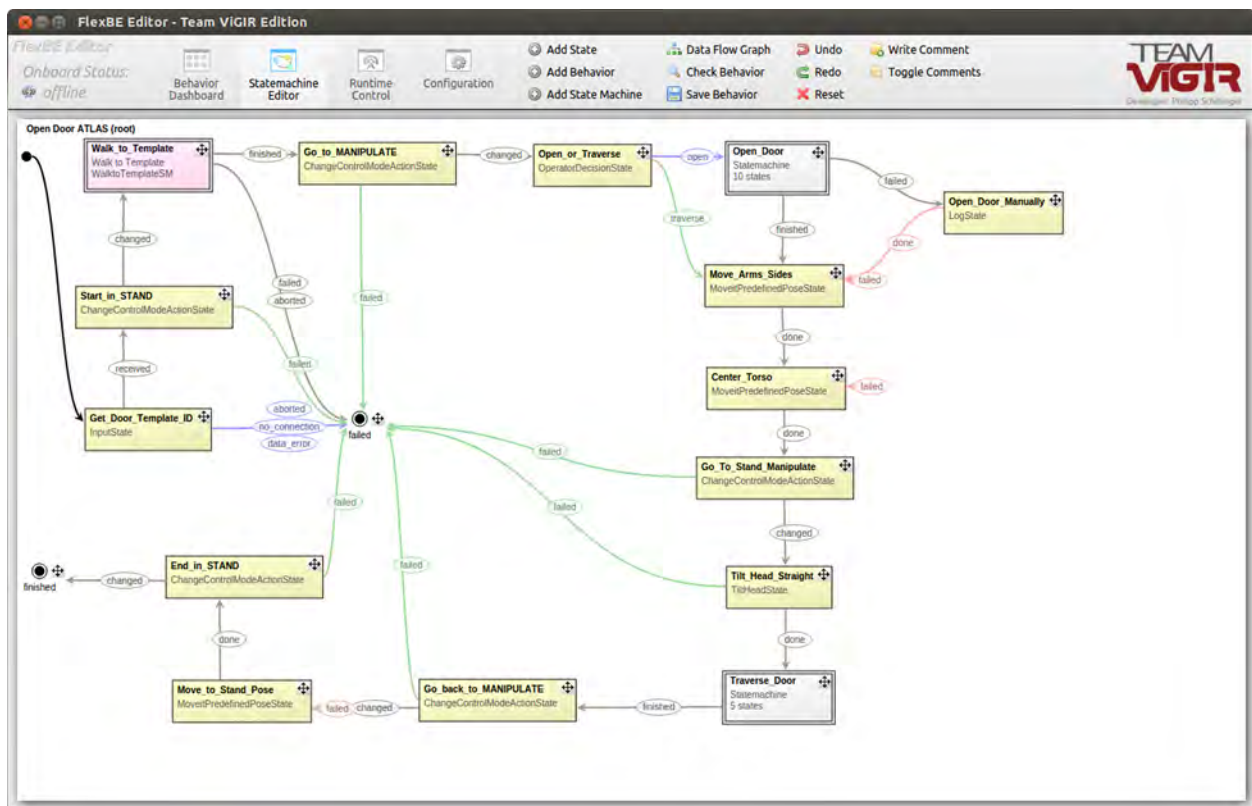 FlexBE Editor - Team ViGIR Edition
FlexBE Editor
Onboard Status:
offline
Behavior
Dashboard
Statemachine
Editor
Runtime
Control
Configuration
Add State
Add Behavior
Add State Machine
Data Flow Graph
Check Behavior
Save Behavior
Undo
Redo
Reset
Write Comment
Toggle Comments
TEAM
ViGIR
Developer: Philipp Schillinger
Open Door ATLAS (root)
Walk_to_Template
Walk to Template
WalktoTemplateSM
finished
Go_to_MANIPULATE
ChangeControlModeActionState
changed
Open_or_Traverse
OperatorDecisionState
open
Open_Door
Statemachine
10 states
failed
Open_Door_Manually
LogState
traverse
finished
done
changed
Move_Arms_Sides
MoveitPredefinedPoseState
failed
failed
aborted
failed
Start_in_STAND
ChangeControlModeActionState
done
failed
received
Center_Torso
MoveitPredefinedPoseState
failed
Get_Door_Template_ID
InputState
aborted
no_connection
data_error
failed
done
failed
Go_To_Stand_Manipulate
ChangeControlModeActionState
failed
failed
changed
End_in_STAND
ChangeControlModeActionState
failed
changed
finished
Tilt_Head_Straight
TiltHeadState
done
done
Move_to_Stand_Pose
MoveitPredefinedPoseState
failed
changed
Go_back_to_MANIPULATE
ChangeControlModeActionState
finished
Traverse_Door
Statemachine
5 states